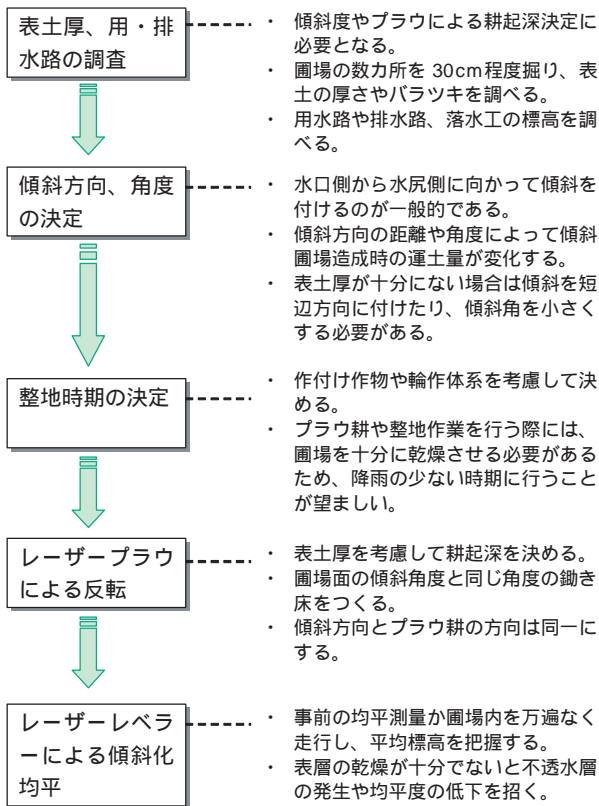 表土厚、用・排
水路の調査
・ 傾斜度やプラウによる耕起深決定に
必要となる。
・ 圃場の数カ所を 30cm程度掘り、表
土の厚さやバラツキを調べる。
・ 用水路や排水路、落水工の標高を調
べる。
傾斜方向、角度
の決定
・ 水口側から水尻側に向かって傾斜を
付けるのが一般的である。
・ 傾斜方向の距離や角度によって傾斜
圃場造成時の運土量が変化する。
・ 表土厚が十分にない場合は傾斜を短
辺方向に付けたり、傾斜角を小さく
する必要がある。
整地時期の決定
・ 作付け作物や輪作体系を考慮して決
める。
・ プラウ耕や整地作業を行う際には、
圃場を十分に乾燥させる必要がある
ため、降雨の少ない時期に行うこと
が望ましい。
レーザープラウ
による反転
・ 表土厚を考慮して耕起深を決める。
・ 圃場面の傾斜角度と同じ角度の鋤き
床をつくる。
・ 傾斜方向とプラウ耕の方向は同一に
する。
レーザーレベラ
ーによる傾斜化
均平
・ 事前の均平測量か圃場内を万遍なく
走行し、平均標高を把握する。
・ 表層の乾燥が十分でないと不透水層
の発生や均平度の低下を招く。